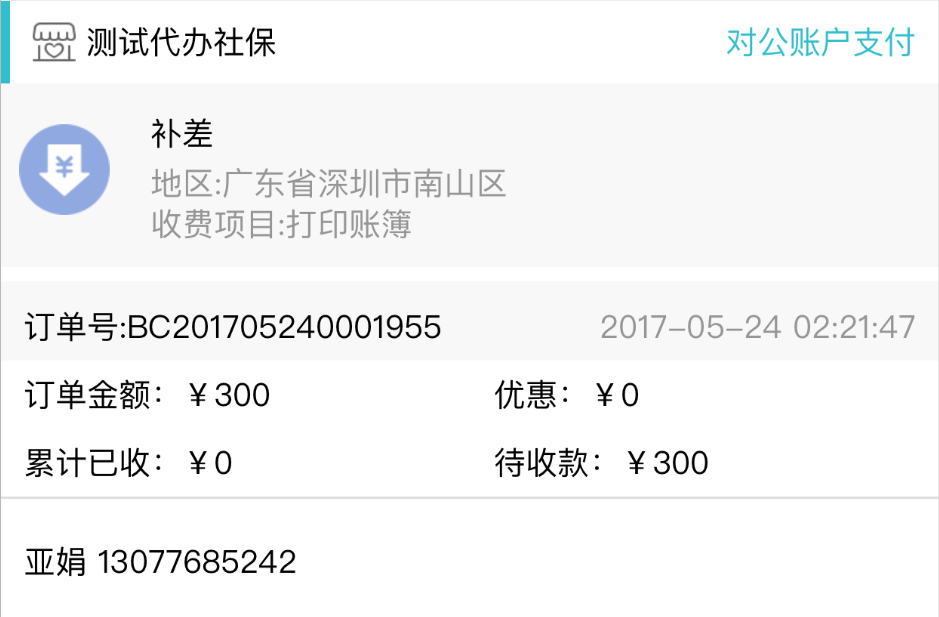 测试代办社保 对公账户支付
¥ 补差
地区:广东省深圳市南山区
收费项目:打印账簿
订单号:BC201705240001955 2017-05-24 02:21:47
订单金额：￥300 优惠：￥0
累计已收：￥0 待收款：￥300
亚娟 13077685242